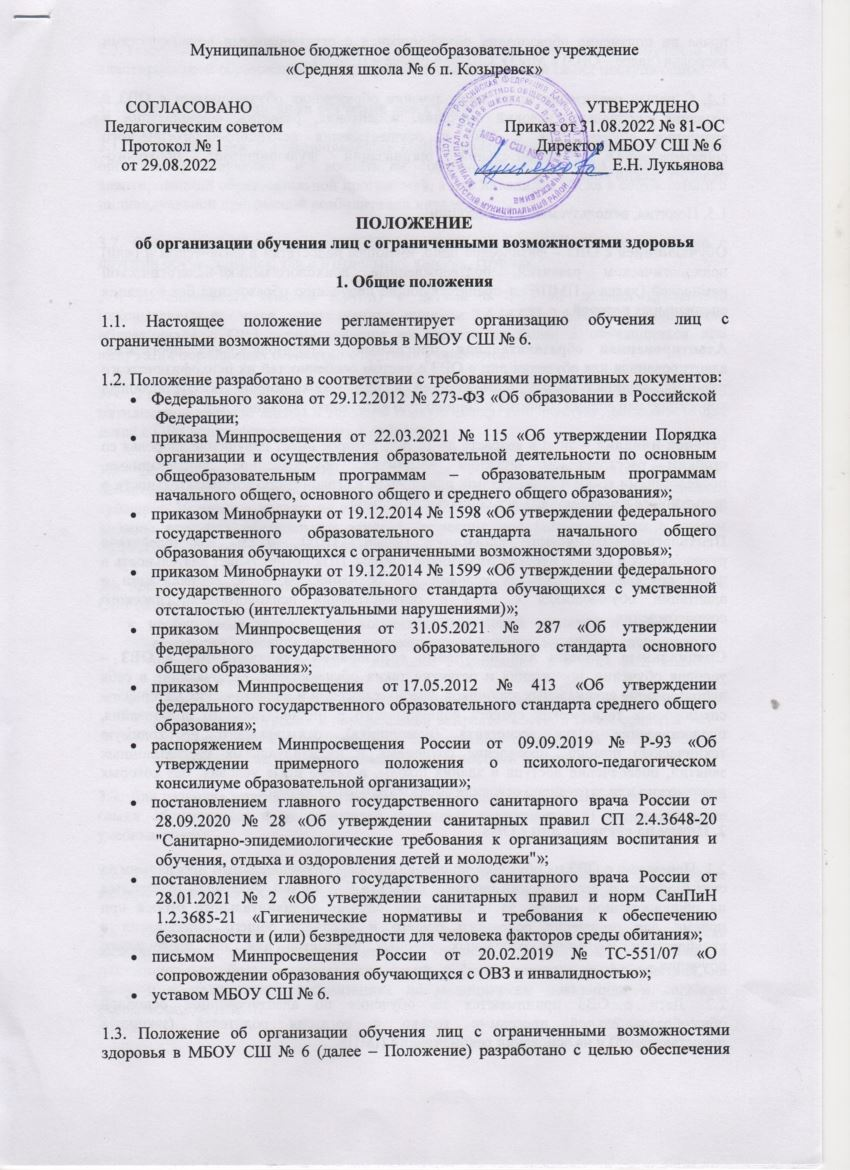 Муниципальное бюджетное общеобразовательное учреждение
«Средняя школа № 6 п. Козыревск»
СОГЛАСОВАНО УТВЕРЖДЕНО
Педагогическим советом Приказ от 31.08.2022 № 81-ОС
Протокол № 1 Директор МБОУ СШ № 6
от 29.08.2022 Е.Н. Лукьянова
МБОУ СШ №6
ПОЛОЖЕНИЕ
об организации обучения лиц с ограниченными возможностями здоровья
1. Общие положения
1.1. Настоящее положение регламентирует организацию обучения лиц с
ограниченными возможностями здоровья в МБОУ СШ № 6.
1.2. Положение разработано в соответствии с требованиями нормативных документов:
• Федерального закона от 29.12.2012 № 273-ФЗ «Об образовании в Российской
Федерации;
• приказа Минпросвещения от 22.03.2021 № 115 «Об утверждении Порядка
организации и осуществления образовательной деятельности по основным
общеобразовательным программам – образовательным программам
начального общего, основного общего и среднего общего образования»;
• приказом Минобрнауки от 19.12.2014 № 1598 «Об утверждении федерального
государственного образовательного стандарта начального общего
образования обучающихся с ограниченными возможностями здоровья»;
• приказом Минобрнауки от 19.12.2014 № 1599 «Об утверждении федерального
государственного образовательного стандарта обучающихся с умственной
отсталостью (интеллектуальными нарушениями)»;
• приказом Минпросвещения от 31.05.2021 № 287 «Об утверждении
федерального государственного образовательного стандарта основного
общего образования»;
• приказом Минпросвещения от 17.05.2012 № 413 «Об утверждении
федерального государственного образовательного стандарта среднего общего
образования»;
• распоряжением Минпросвещения России от 09.09.2019 № Р-93 «Об
утверждении примерного положения о психолого-педагогическом
консилиуме образовательной организации»;
• постановлением главного государственного санитарного врача России от
28.09.2020 № 28 «Об утверждении санитарных правил СП 2.4.3648-20
"Санитарно-эпидемиологические требования к организациям воспитания и
обучения, отдыха и оздоровления детей и молодежи"»;
• постановлением главного государственного санитарного врача России от
28.01.2021 № 2 «Об утверждении санитарных правил и норм СанПиН
1.2.3685-21 «Гигиенические нормативы и требования к обеспечению
безопасности и (или) безвредности для человека факторов среды обитания»;
• письмом Минпросвещения России от 20.02.2019 № ТС-551/07 «О
сопровождении образования обучающихся с ОВЗ и инвалидностью»;
• уставом МБОУ СШ № 6.
1.3. Положение об организации обучения лиц с ограниченными возможностями
здоровья в МБОУ СШ № 6 (далее – Положение) разработано с целью обеспечения